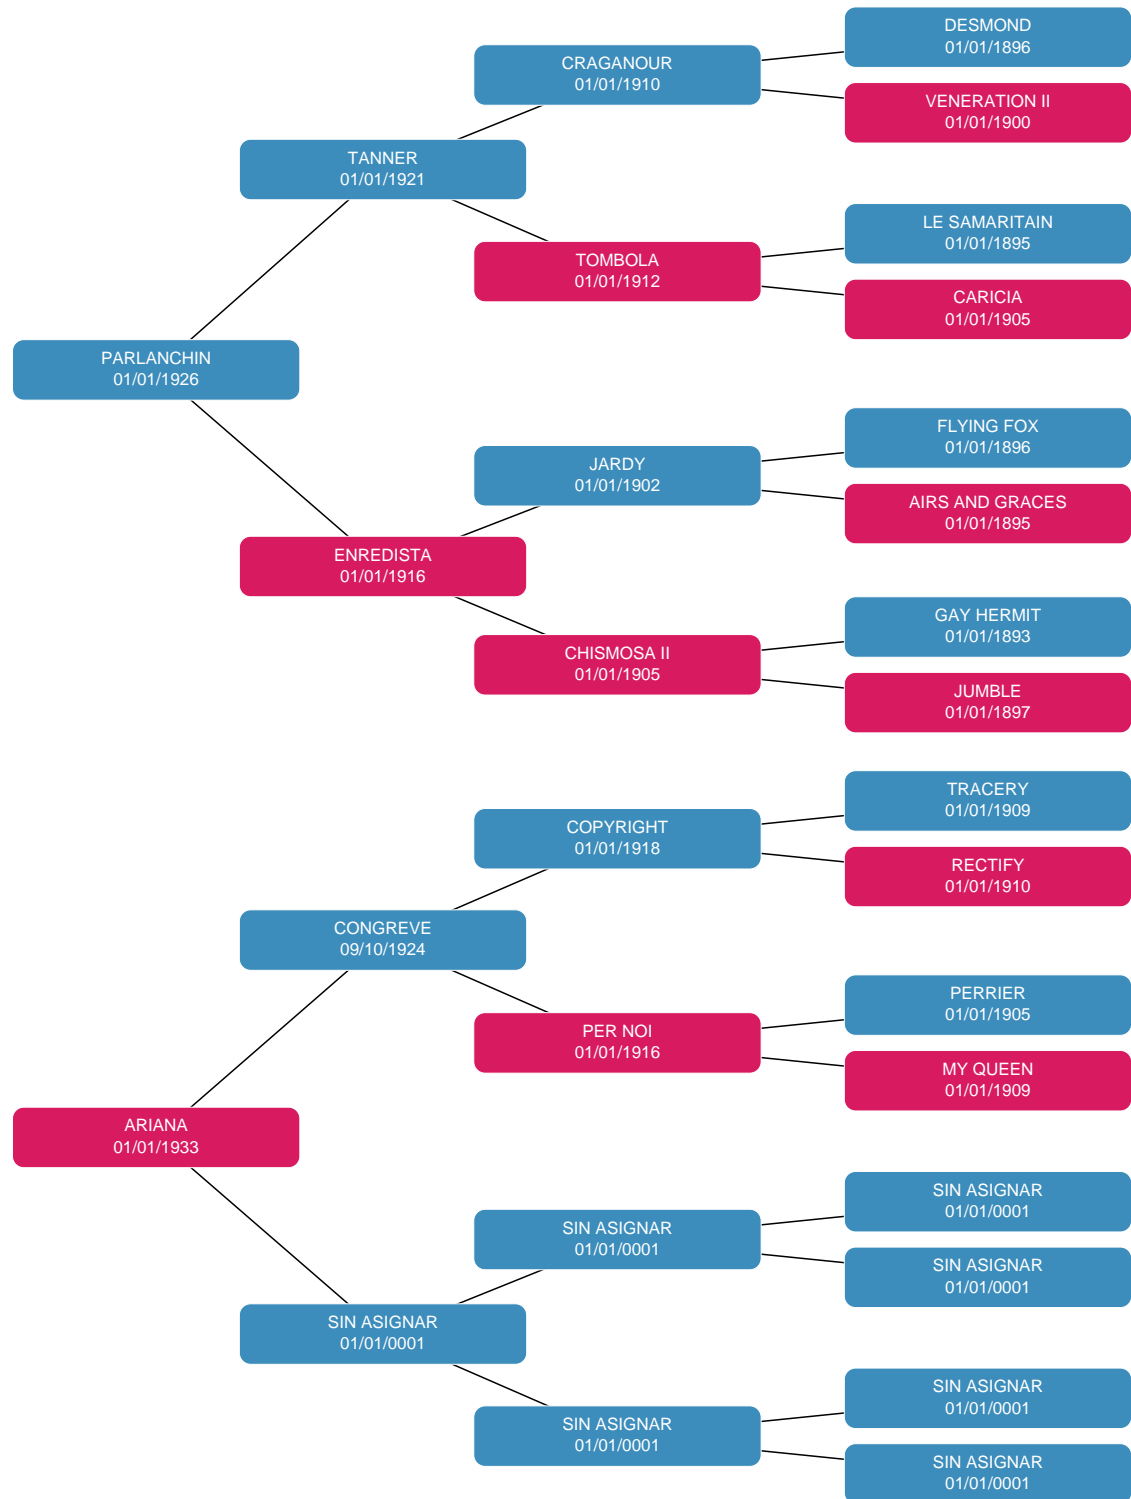 DESMOND
01/01/1896
CRAGANOUR
01/01/1910
VENERATION II
01/01/1900
TANNER
01/01/1921
LE SAMARITAIN
01/01/1895
TOMBOLA
01/01/1912
CARICIA
01/01/1905
PARLANCHIN
01/01/1926
FLYING FOX
01/01/1896
JARDY
01/01/1902
AIRS AND GRACES
01/01/1895
ENREDISTA
01/01/1916
GAY HERMIT
01/01/1893
CHISMOSA II
01/01/1905
JUMBLE
01/01/1897
TRACERY
01/01/1909
COPYRIGHT
01/01/1918
RECTIFY
01/01/1910
CONGREVE
09/10/1924
PERRIER
01/01/1905
PER NOI
01/01/1916
MY QUEEN
01/01/1909
ARIANA
01/01/1933
SIN ASIGNAR
01/01/0001
SIN ASIGNAR
01/01/0001
SIN ASIGNAR
01/01/0001
SIN ASIGNAR
01/01/0001
SIN ASIGNAR
01/01/0001
SIN ASIGNAR
01/01/0001
SIN ASIGNAR
01/01/0001